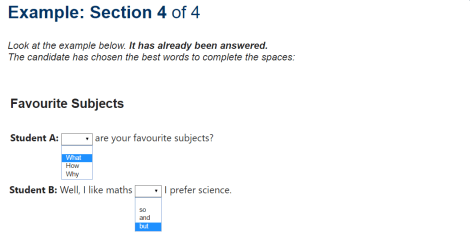 Example: Section 4 of 4
Look at the example below. It has already been answered.
The candidate has chosen the best words to complete the spaces:
Favourite Subjects
Student A: are your favourite subjects?
What
How
Why
Student B: Well, I like maths I prefer science.
so
and
but